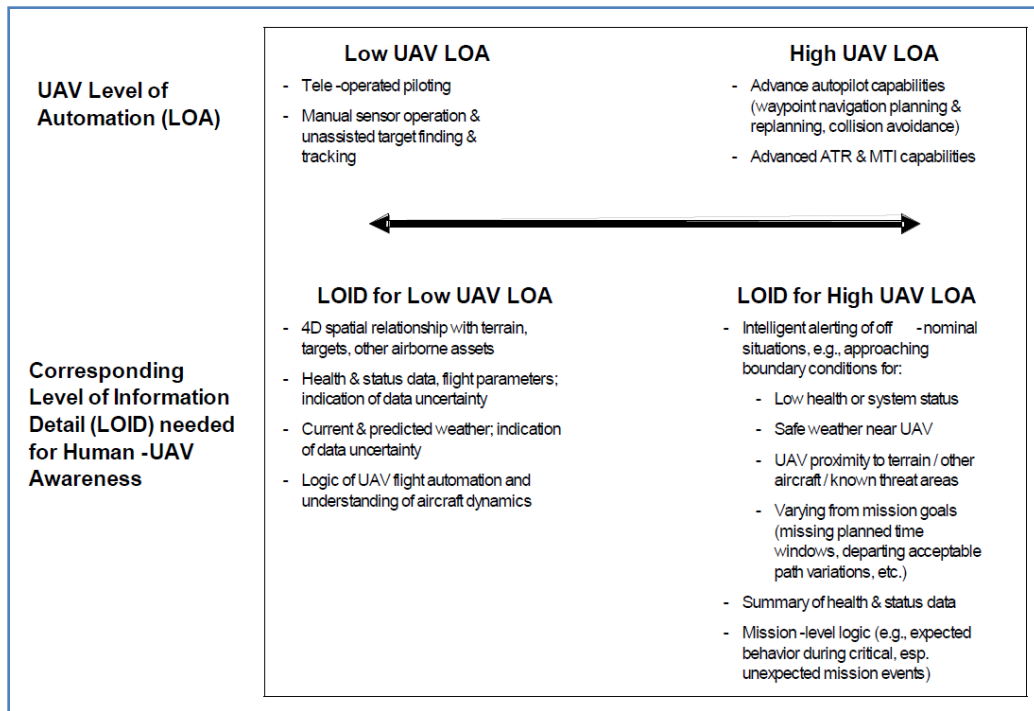 UAV Level of
Automation (LOA)
Low UAV LOA
- Tele -operated piloting
- Manual sensor operation &
unassisted target finding &
tracking
High UAV LOA
- Advance autopilot capabilities
(waypoint navigation planning &
replanning, collision avoidance)
- Advanced ATR & MTI capabilities
Corresponding
Level of Information
Detail (LOID) needed
for Human -UAV
Awareness
LOID for Low UAV LOA
- 4D spatial relationship with terrain,
targets, other airborne assets
- Health & status data, flight parameters;
indication of data uncertainty
- Current & predicted weather; indication
of data uncertainty
- Logic of UAV flight automation and
understanding of aircraft dynamics
LOID for High UAV LOA
- Intelligent alerting of off -nominal
situations, e.g., approaching
boundary conditions for:
- Low health or system status
- Safe weather near UAV
- UAV proximity to terrain / other
aircraft / known threat areas
- Varying from mission goals
(missing planned time
windows, departing acceptable
path variations, etc.)
- Summary of health & status data
- Mission -level logic (e.g., expected
behavior during critical, esp.
unexpected mission events)